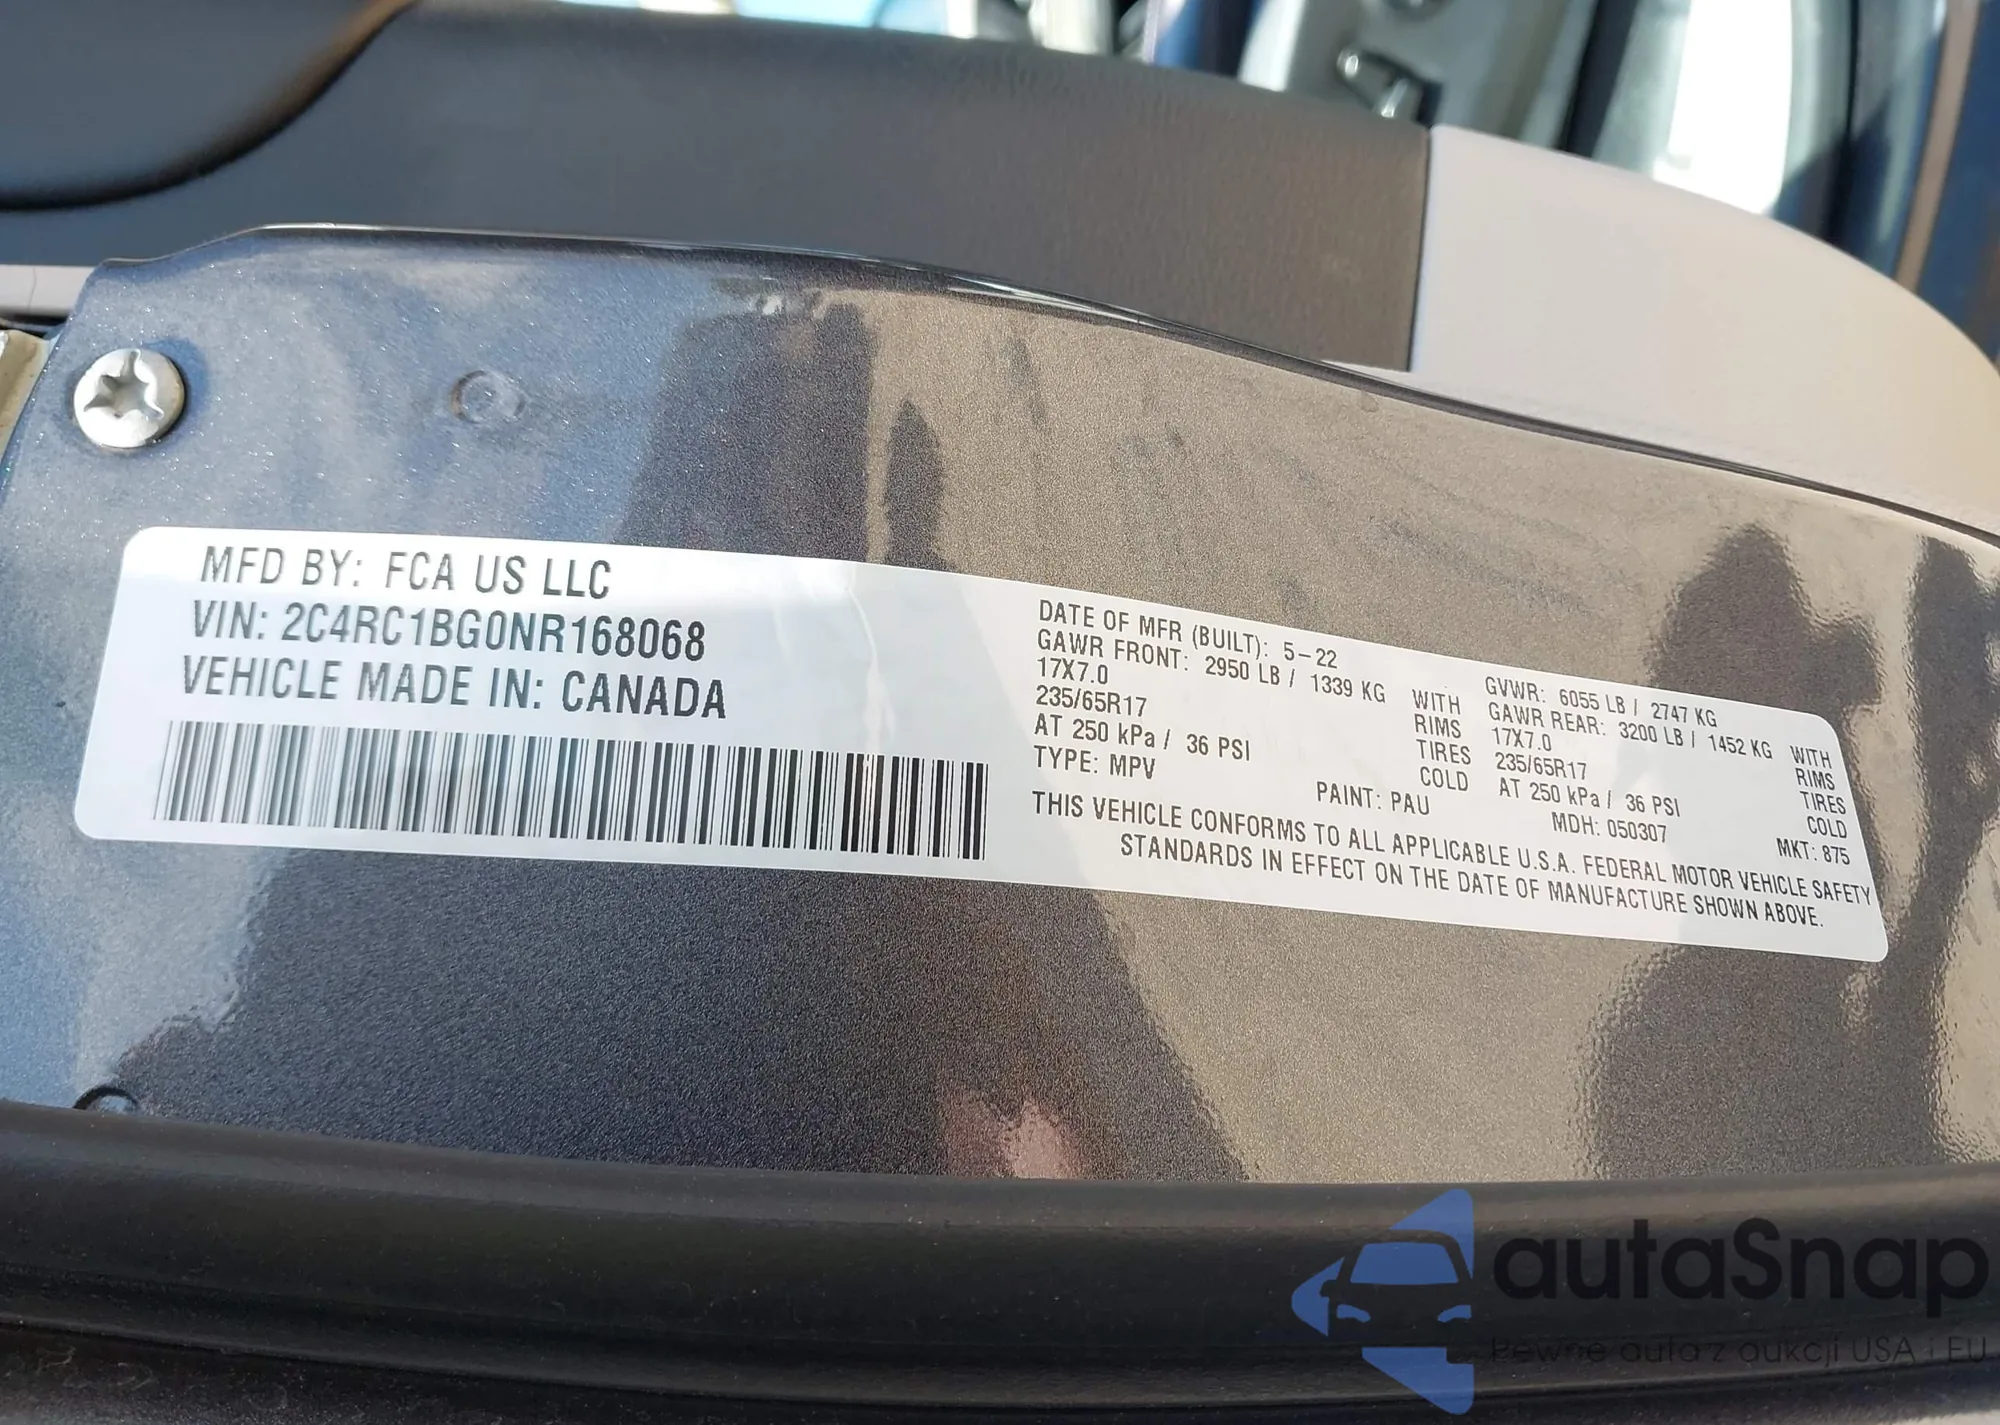 MFD BY: FCA US LLC
VIN: 2C4RC1BG0NR168068
VEHICLE MADE IN: CANADA
DATE OF MFR (BUILT): 5-22 GVWR: 6055 LB / 2747 KG
GAWR FRONT: 2950 LB / 1339 KG WITH GAWR REAR: 3200 LB / 1452 KG WITH
17X7.0 RIMS 17X7.0 RIMS
235/65R17 TIRES 235/65R17 TIRES
AT 250 kPa / 36 PSI COLD AT 250 kPa / 36 PSI COLD
TYPE: MPV PAINT: PAU MDH: 050307 MKT: 875
THIS VEHICLE CONFORMS TO ALL APPLICABLE U.S.A. FEDERAL MOTOR VEHICLE SAFETY
STANDARDS IN EFFECT ON THE DATE OF MANUFACTURE SHOWN ABOVE.
autaSnap
Pewne auta z aukcji USA i EU